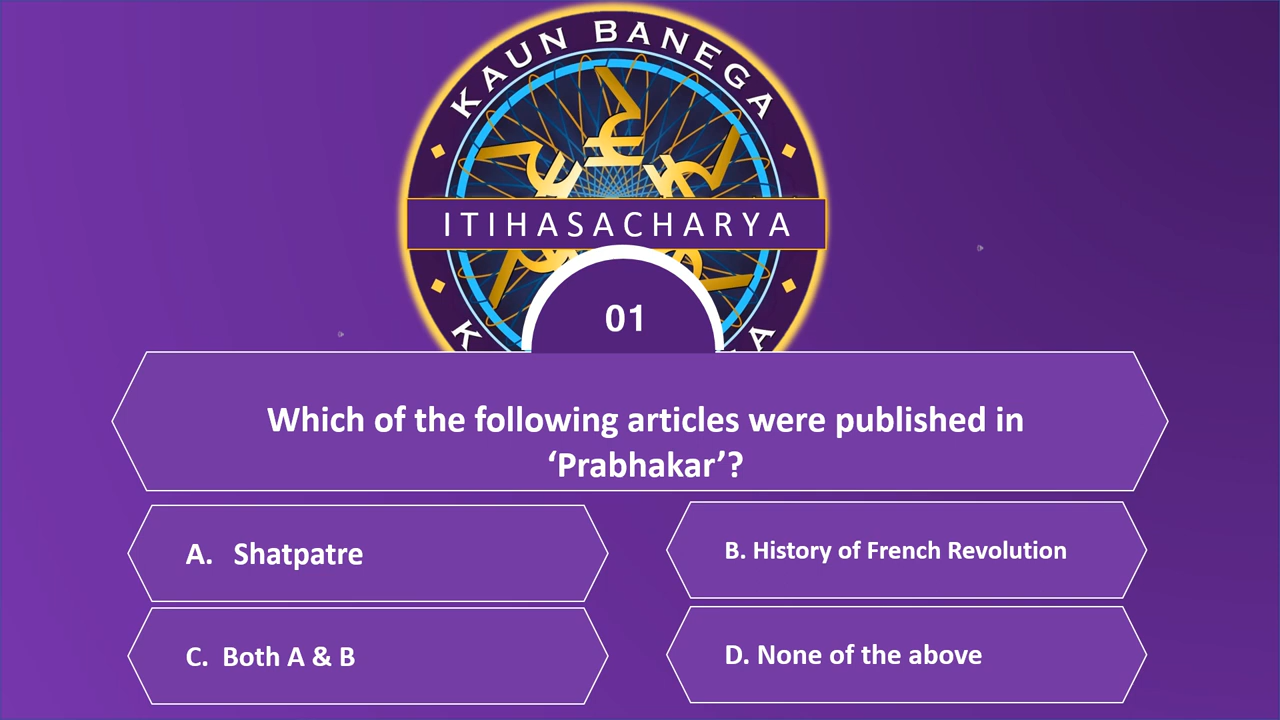 KAUN BANEGA
ITIHASACHARYA
01
Which of the following articles were published in
‘Prabhakar’?
A. Shatpatre
B. History of French Revolution
C. Both A & B
D. None of the above